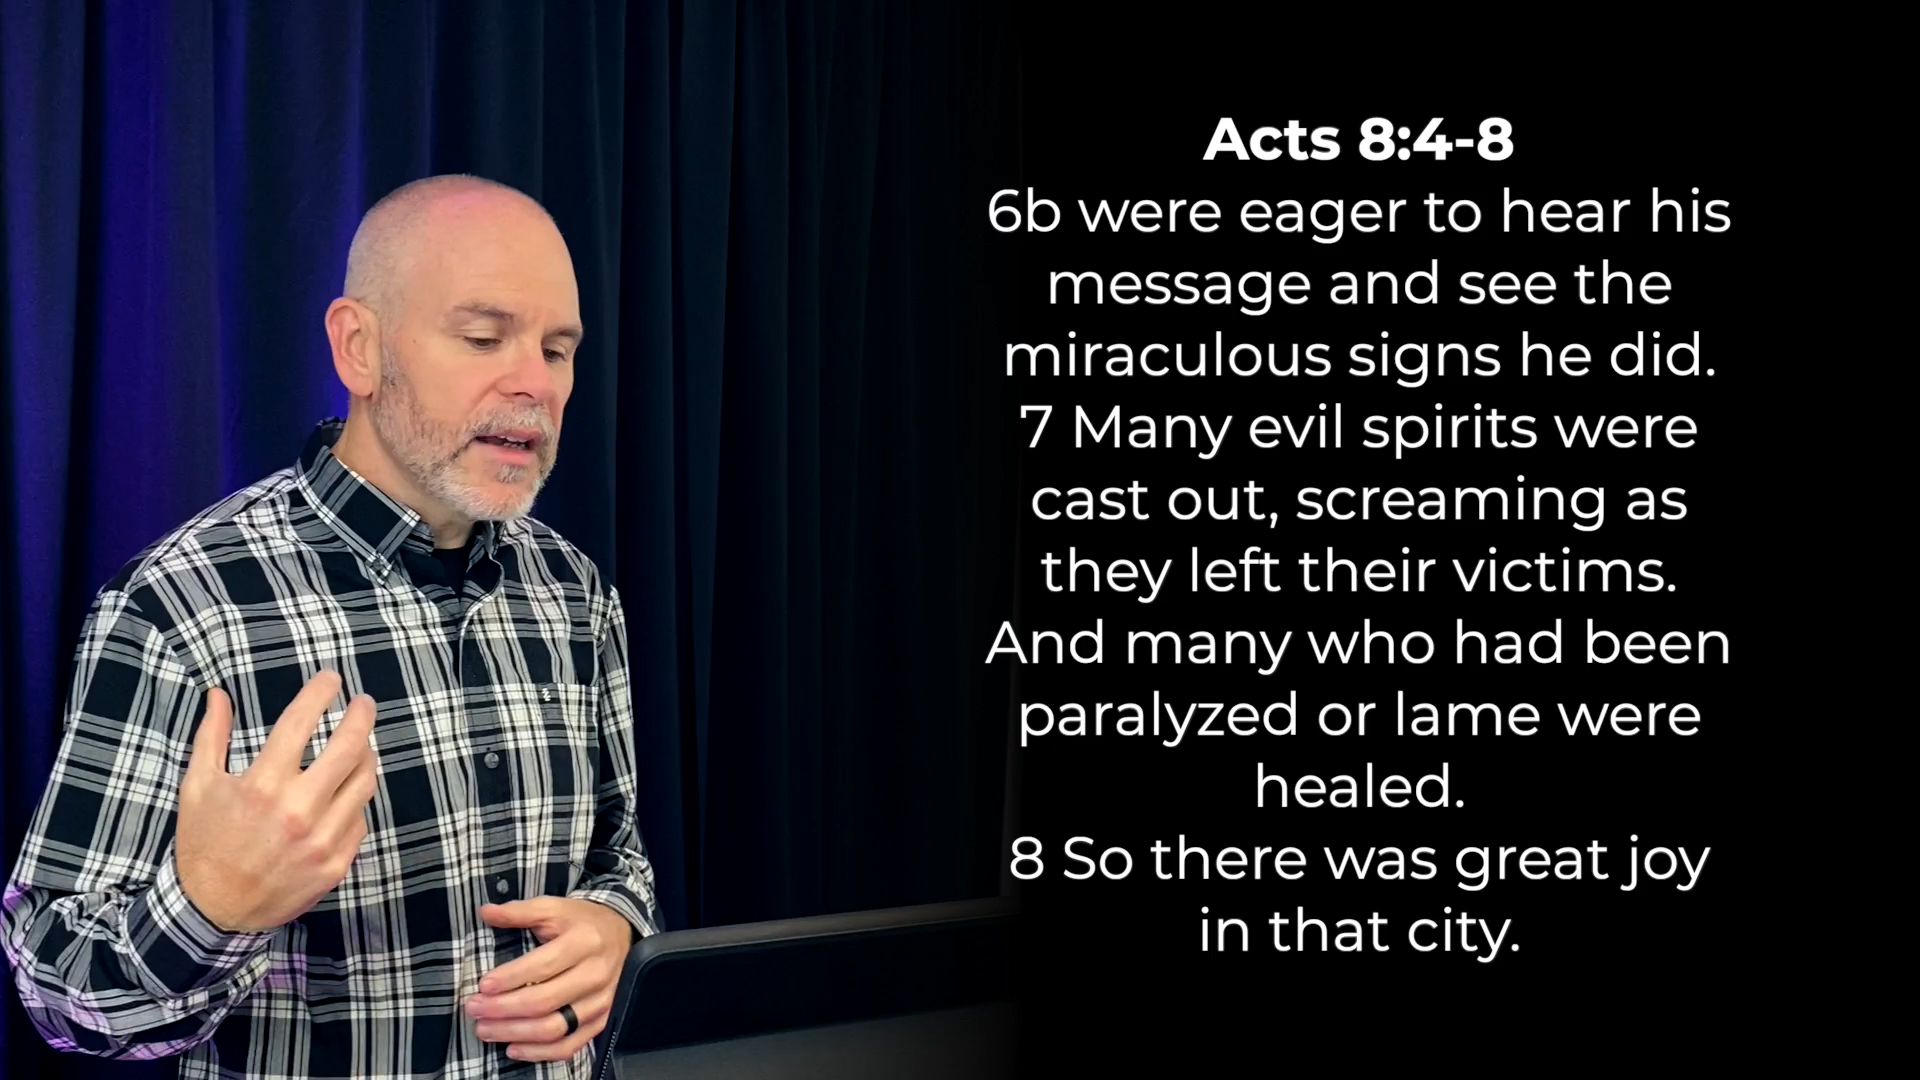 Acts 8:4-8
6b were eager to hear his
message and see the
miraculous signs he did.
7 Many evil spirits were
cast out, screaming as
they left their victims.
And many who had been
paralyzed or lame were
healed.
8 So there was great joy
in that city.